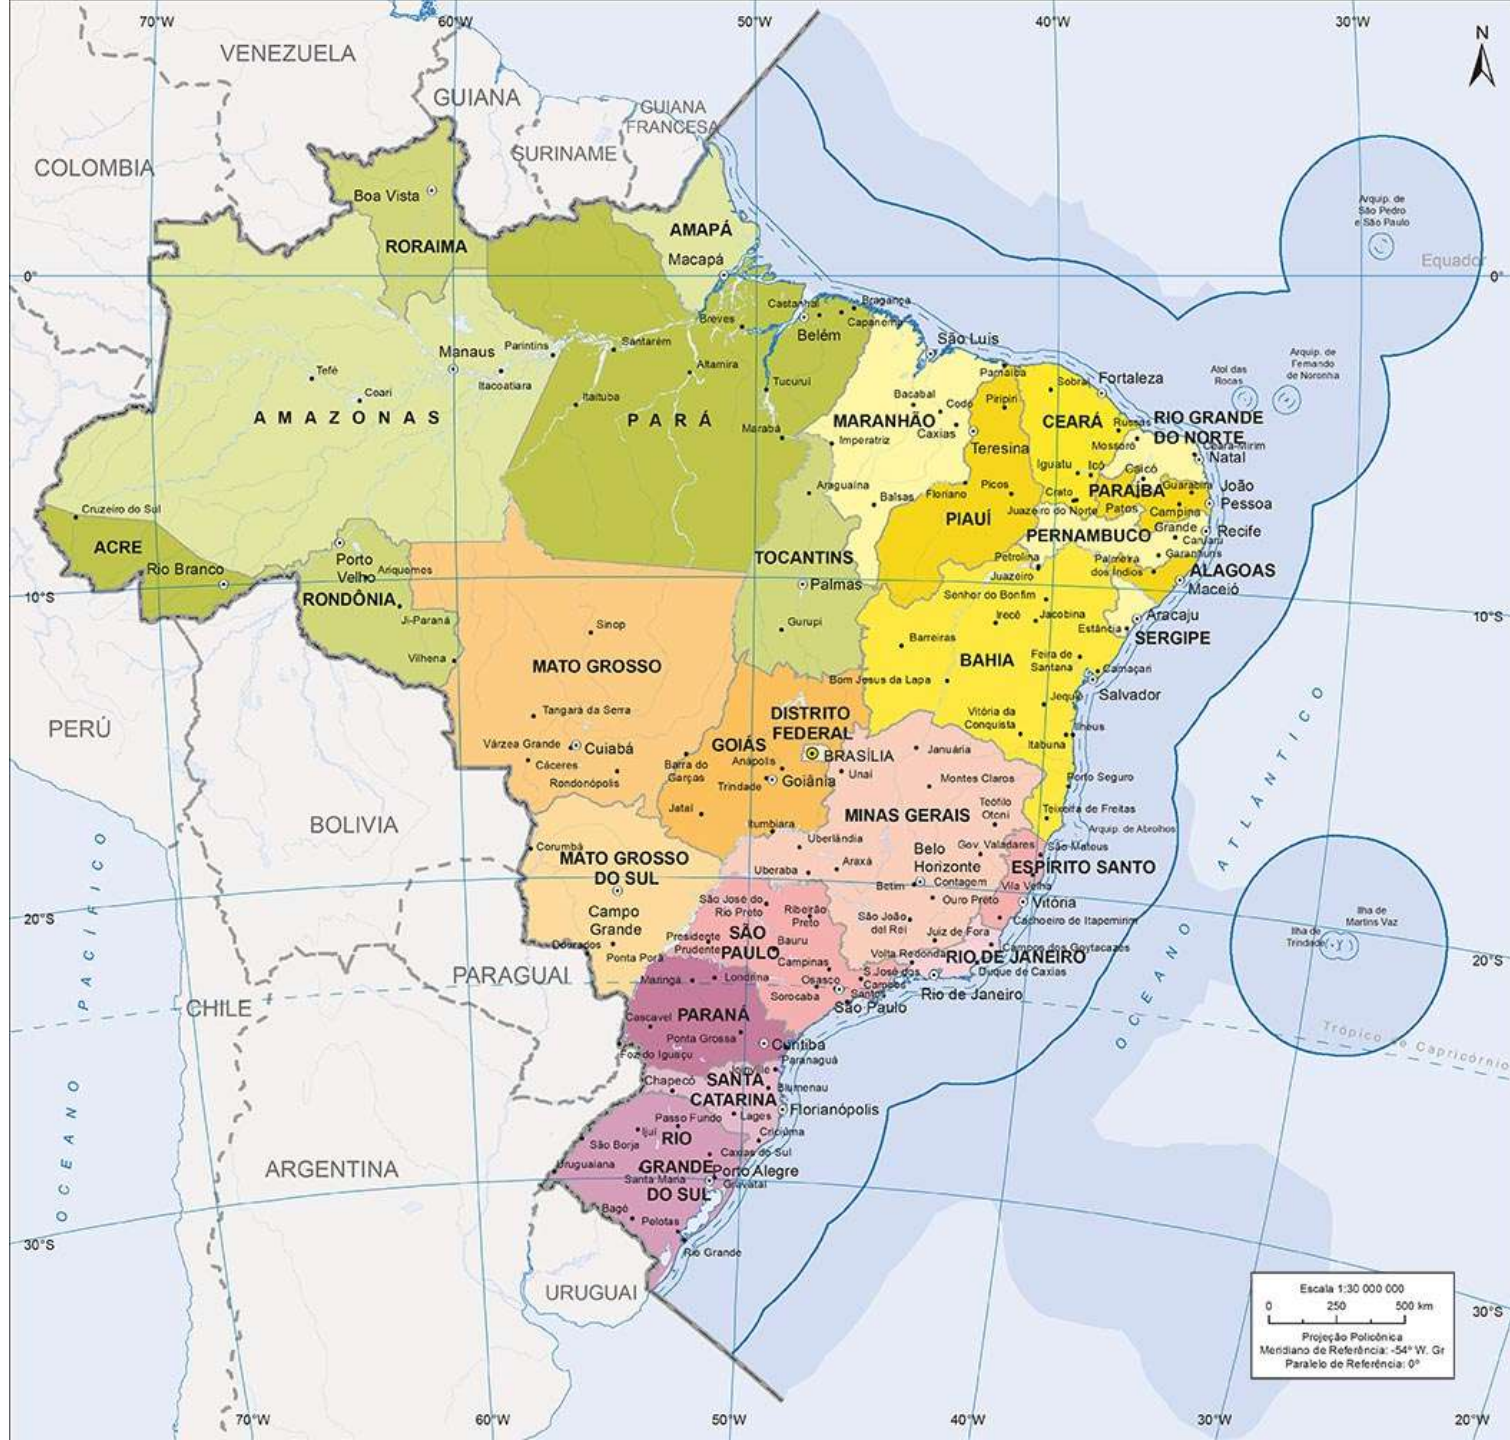 70°W
60°W
50°W
40°W
30°W
N
VENEZUELA
GUIANA
GUIANA
FRANCESA
SURINAME
COLOMBIA
Boa Vista
RORAIMA
AMAPÁ
Macapá
Arquip. de
São Pedro
e São Paulo
Equador
0°
0°
Castanhal
Bragança
Capanema
Breves
Belém
São Luís
Manaus
Parintins
Santarém
Itacoatiara
Altamira
Tefé
Coari
Itaituba
Tucuruí
AMAZONAS
PARÁ
Marabá
Parnaíba
Sobral
Fortaleza
Atol das
Rocas
Arquip. de
Fernando
de Noronha
Bacabal
Codó
Piripiri
MARANHÃO
Caxias
Imperatriz
Teresina
CEARÁ
Russas
Mossoró
RIO GRANDE
DO NORTE
Ceará-Mirim
Natal
Iguatu
Icó
Caicó
Araguaína
Balsas
Floriano
Picos
Crato
PARAÍBA
Guarabira
João
Pessoa
Juazeiro do Norte
Patos
Campina
Grande
PIAUÍ
PERNAMBUCO
Recife
Caruaru
Garanhuns
Cruzeiro do Sul
ACRE
Rio Branco
Porto
Velho
Ariquemes
RONDÔNIA
Ji-Paraná
Vilhena
TOCANTINS
Palmas
Gurupi
Petrolina
Juazeiro
Palmeira
dos Índios
ALAGOAS
Maceió
Senhor do Bonfim
Irecê
Jacobina
Aracaju
Estância
SERGIPE
10°S
10°S
Sinop
MATO GROSSO
Barreiras
BAHIA
Feira de
Santana
Camaçari
Bom Jesus da Lapa
Salvador
Jequié
Tangará da Serra
Várzea Grande
Cuiabá
Cáceres
Rondonópolis
DISTRITO
FEDERAL
GOIÁS
BRASÍLIA
Anápolis
Barra do
Garças
Trindade
Goiânia
Jataí
Itumbiara
Vitória da
Conquista
Ilhéus
Itabuna
Januária
Unaí
Montes Claros
Porto Seguro
MINAS GERAIS
Teófilo
Otoni
Teixeira de Freitas
Arquip. de Abrolhos
PERÚ
BOLIVIA
Corumbá
MATO GROSSO
DO SUL
Campo
Grande
Dourados
Ponta Porã
Uberlândia
Uberaba
Araxá
Belo
Horizonte
Gov. Valadares
São Mateus
ESPÍRITO SANTO
Betim
Contagem
Vila Velha
Ouro Preto
Vitória
São João
del Rei
Cachoeiro de Itapemirim
Juiz de Fora
São José do
Rio Preto
Ribeirão
Preto
Presidente
Prudente
SÃO
PAULO
Bauru
Campinas
Volta Redonda
Campos dos Goytacazes
RIO DE JANEIRO
Duque de Caxias
S.José dos
Campos
Osasco
Sorocaba
Santos
São Paulo
Rio de Janeiro
20°S
20°S
Ilha de
Martins Vaz
Ilha de
Trindade
OCEANO ATLÂNTICO
OCEANO PACÍFICO
Trópico de Capricórnio
PARAGUAI
CHILE
Maringá
Londrina
PARANÁ
Cascavel
Ponta Grossa
Curitiba
Foz do Iguaçu
Paranaguá
Joinville
Chapecó
SANTA
CATARINA
Blumenau
Florianópolis
Lages
Passo Fundo
Criciúma
Ijuí
RIO
GRANDE
DO SUL
São Borja
Caxias do Sul
Uruguaiana
Santa Maria
Porto Alegre
Gravataí
Bagé
Pelotas
Rio Grande
ARGENTINA
URUGUAI
OCEANO
30°S
30°S
Escala 1:30 000 000
0 250 500 km
Projeção Policônica
Meridiano de Referência: -54º W. Gr
Paralelo de Referência: 0º
70°W
60°W
50°W
40°W
30°W
20°W